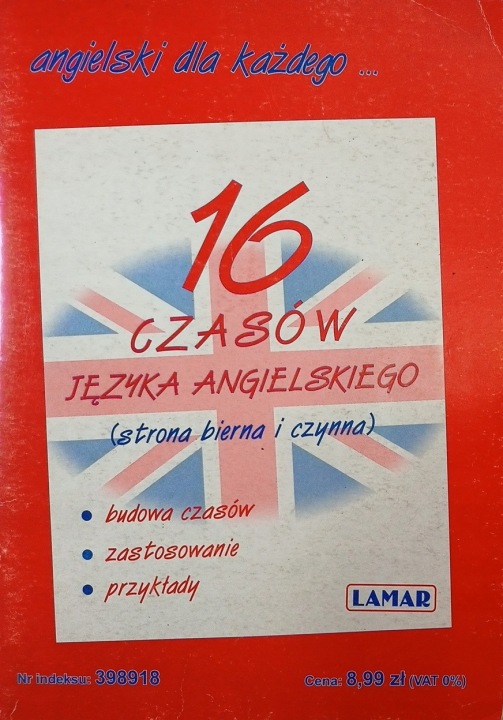 angielski dla każdego ...
16
CZASÓW
JĘZYKA ANGIELSKIEGO
(strona bierna i czynna)
• budowa czasów
• zastosowanie
• przykłady
LAMAR
Nr indeksu: 398918
Cena: 8,99 zł (VAT 0%)